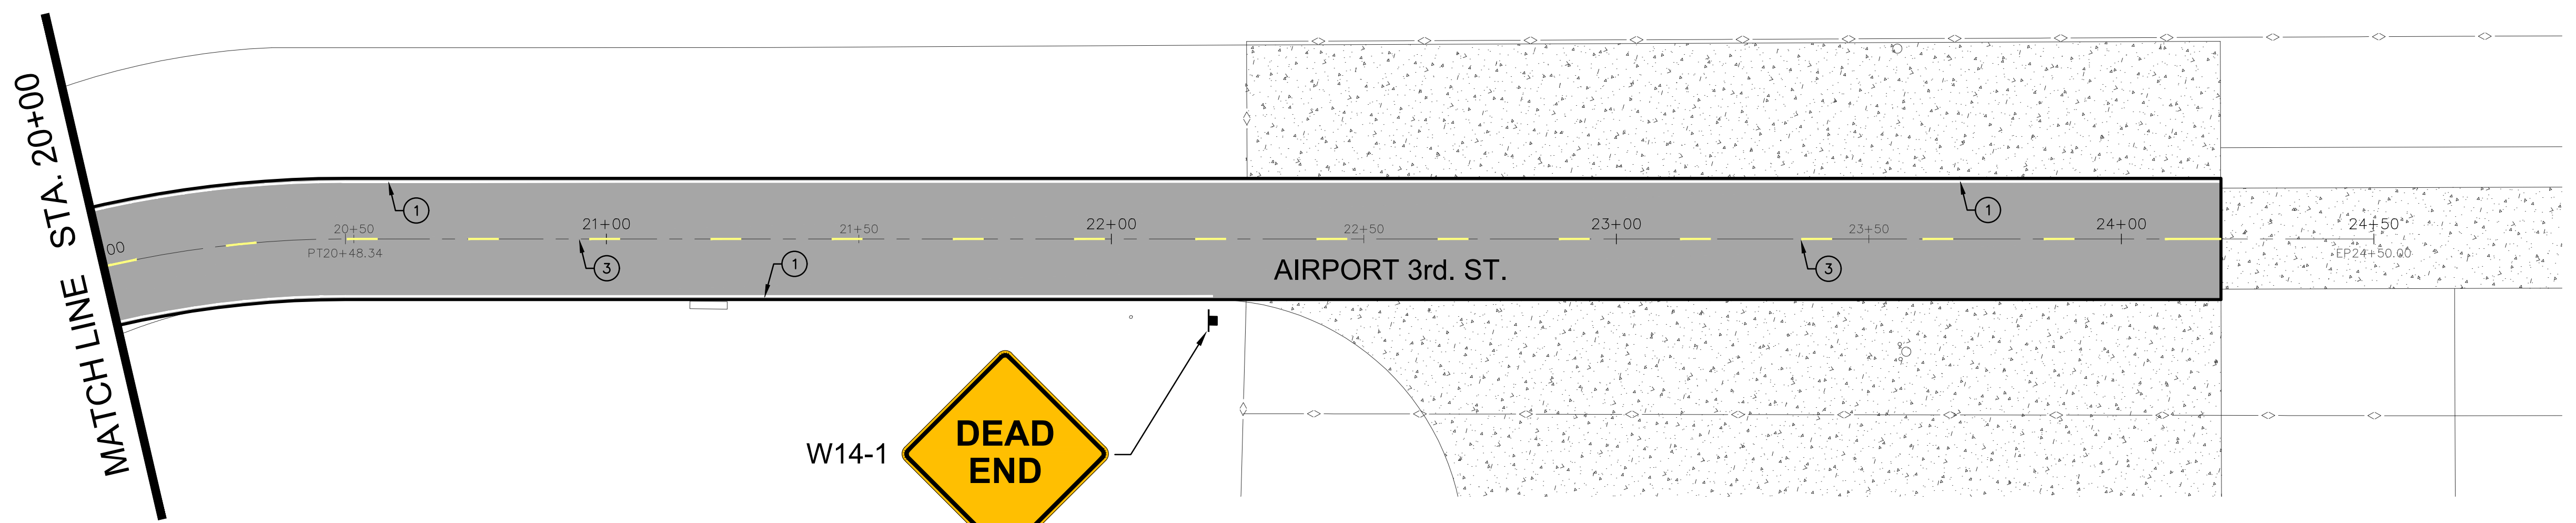 MATCH LINE STA. 20+00
00
20+50
PT20+48.34
21+00
21+50
22+00
22+50
23+00
23+50
24+00
24+50
EP24+50.00
1
1
3
1
3
AIRPORT 3rd. ST.
W14-1
DEAD
END